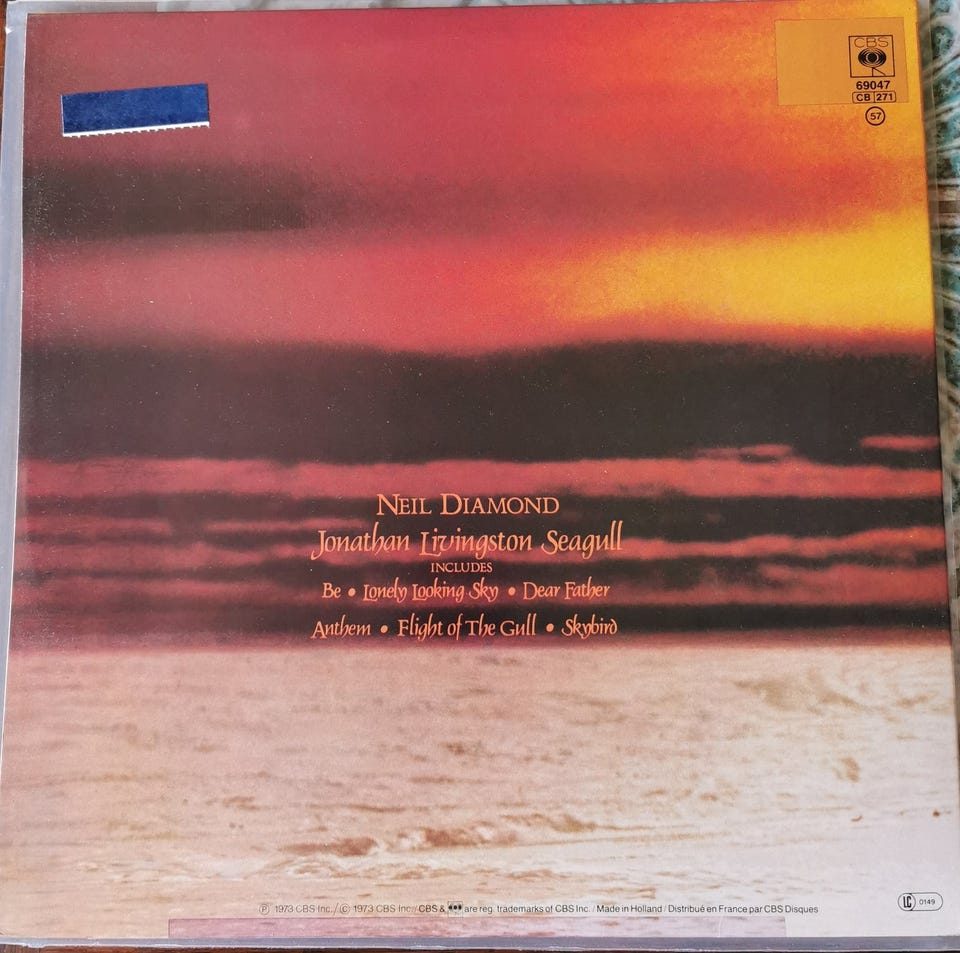 CBS
69047
CB 271
57
NEIL DIAMOND
Jonathan Livingston Seagull
INCLUDES
Be • Lonely Looking Sky • Dear Father
Anthem • Flight of The Gull • Skybird
Ⓟ 1973 CBS Inc./Ⓒ 1973 CBS Inc./CBS & are reg. trademarks of CBS Inc./Made in Holland/Distribué en France par CBS Disques
LC 0149